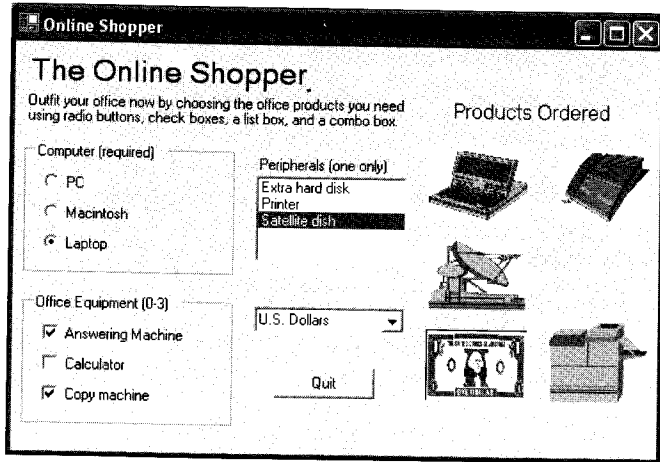 Online Shopper
The Online Shopper
Outfit your office now by choosing the office products you need
using radio buttons, check boxes, a list box, and a combo box.
Products Ordered
Computer (required)
PC
Macintosh
Laptop
Peripherals (one only)
Extra hard disk
Printer
Satellite dish
Office Equipment (0-3)
Answering Machine
Calculator
Copy machine
U.S. Dollars
Quit